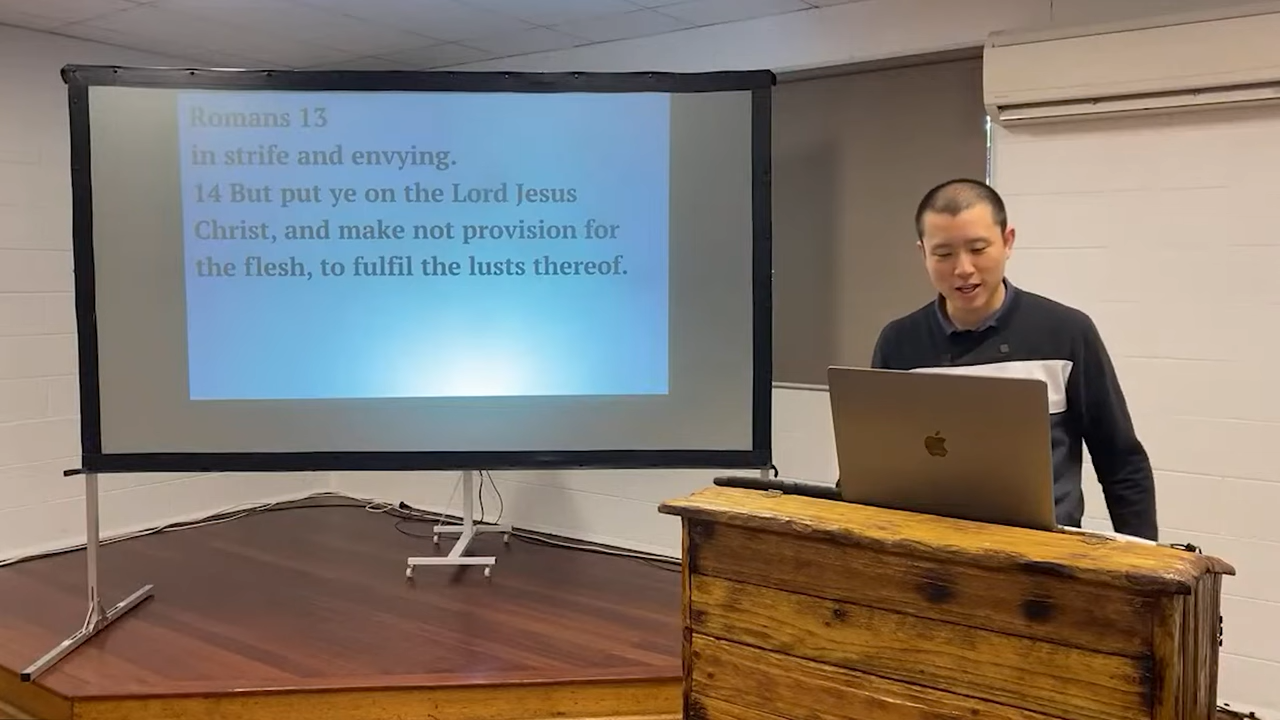 Romans 13
in strife and envying.
14 But put ye on the Lord Jesus
Christ, and make not provision for
the flesh, to fulfil the lusts thereof.